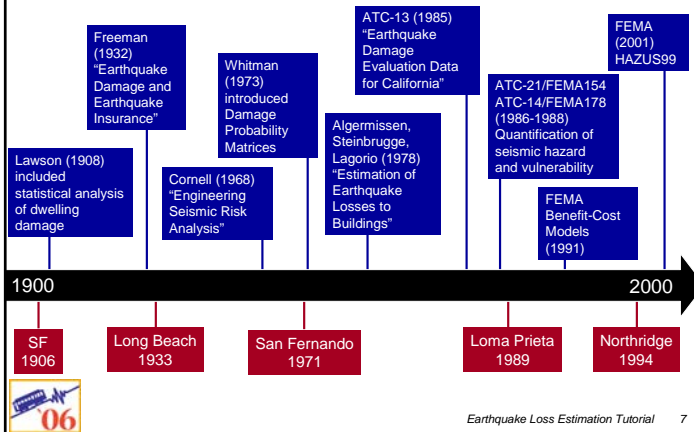 Lawson (1908)
included
statistical analysis
of dwelling
damage
Freeman
(1932)
“Earthquake
Damage and
Earthquake
Insurance”
Cornell (1968)
“Engineering
Seismic Risk
Analysis”
Whitman
(1973)
introduced
Damage
Probability
Matrices
Algermissen,
Steinbrugge,
Lagorio (1978)
“Estimation of
Earthquake
Losses to
Buildings”
ATC-13 (1985)
“Earthquake
Damage
Evaluation Data
for California”
ATC-21/FEMA154
ATC-14/FEMA178
(1986-1988)
Quantification of
seismic hazard
and vulnerability
FEMA
Benefit-Cost
Models
(1991)
FEMA
(2001)
HAZUS99
1900
2000
SF
1906
Long Beach
1933
San Fernando
1971
Loma Prieta
1989
Northridge
1994
'06
Earthquake Loss Estimation Tutorial 7